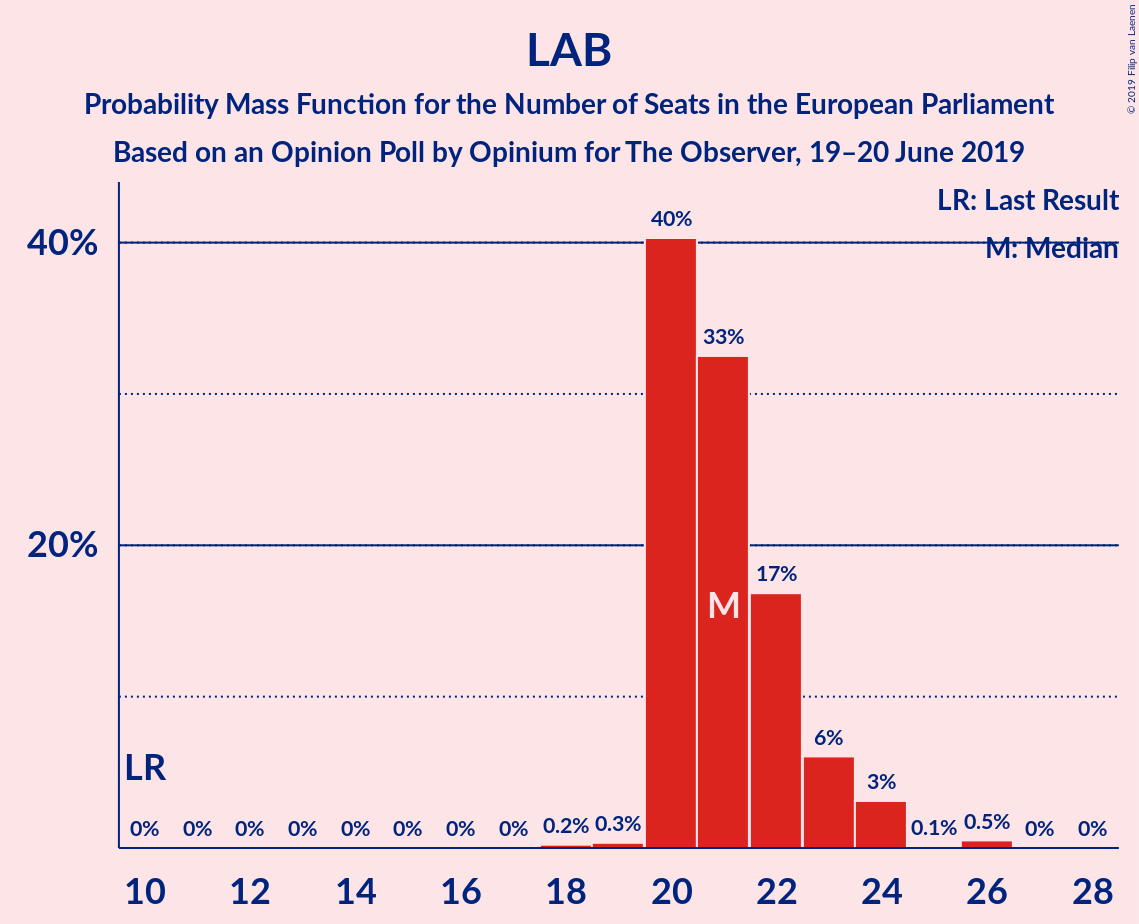 LAB
Probability Mass Function for the Number of Seats in the European Parliament
Based on an Opinion Poll by Opinium for The Observer, 19–20 June 2019
© 2019 Filip van Laenen
LR: Last Result
M: Median
40%
20%
40%
33%
17%
6%
3%
M
LR
0% 0% 0% 0% 0% 0% 0% 0% 0.2% 0.3% 0.1% 0.5% 0% 0%
10 12 14 16 18 20 22 24 26 28